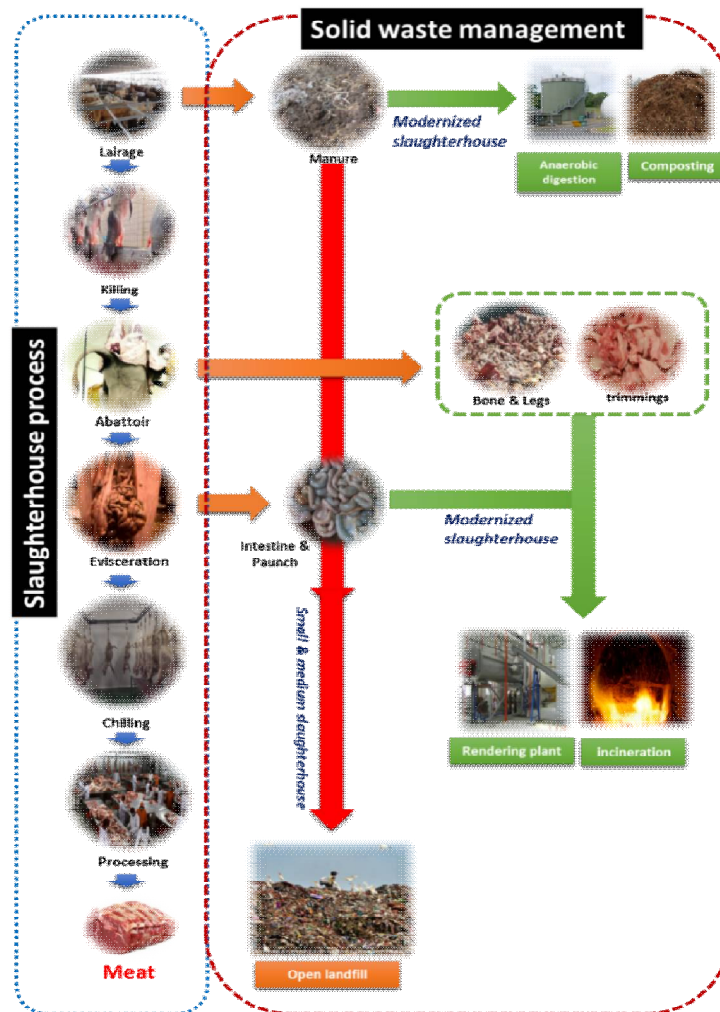 Solid waste management
Slaughterhouse process
Lairage
Killing
Abattoir
Evisceration
Chilling
Processing
Meat
Manure
Modernized
slaughterhouse
Anaerobic
digestion
Composting
Bone & Legs
trimmings
Intestine &
Paunch
Modernized
slaughterhouse
Small & medium slaughterhouse
Rendering plant
incineration
Open landfill